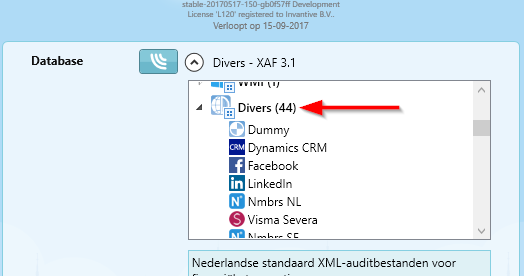 stable-20170517-150-gb0f57ff Development
License 'L120' registered to Invantive B.V..
Verloopt op 15-09-2017
Database
Divers - XAF 3.1
WMI (1)
Divers (44)
Dummy
CRM Dynamics CRM
Facebook
LinkedIn
Nmbrs NL
Visma Severa
Nmbrs SE
Nederlandse standaard XML-auditbestanden voor